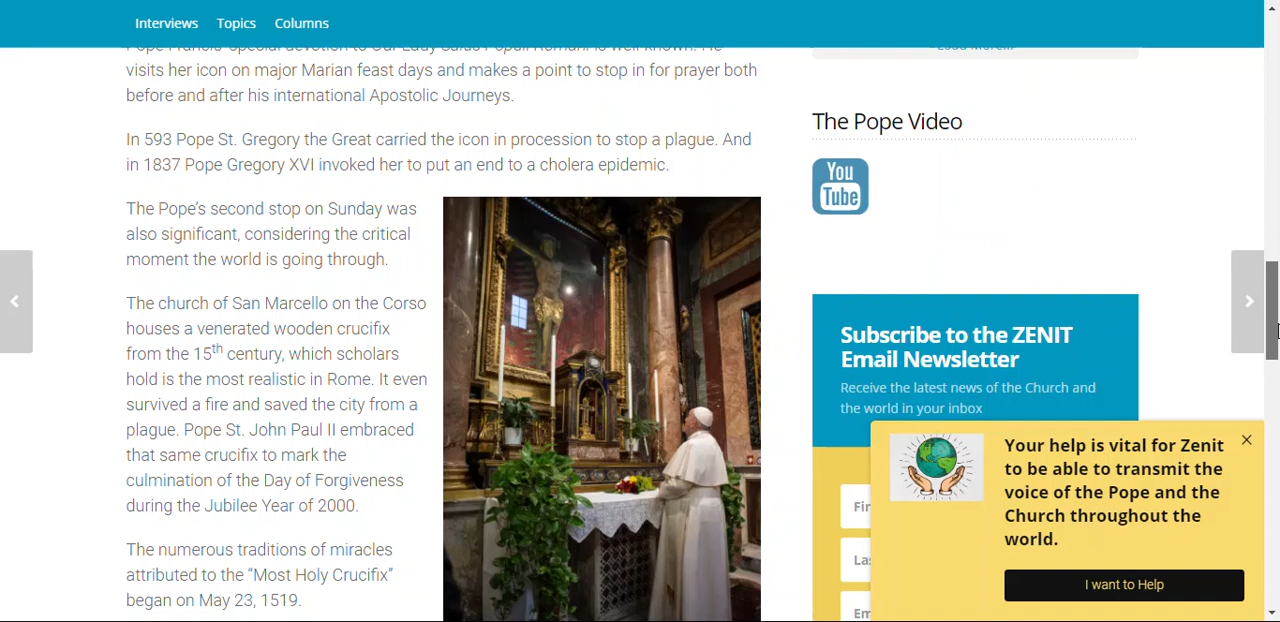 Interviews Topics Columns
Pope Francis' special devotion to Our Lady Salus Populi Romani is well known. He
visits her icon on major Marian feast days and makes a point to stop in for prayer both
before and after his international Apostolic Journeys.
In 593 Pope St. Gregory the Great carried the icon in procession to stop a plague. And
in 1837 Pope Gregory XVI invoked her to put an end to a cholera epidemic.
The Pope's second stop on Sunday was
also significant, considering the critical
moment the world is going through.
The church of San Marcello on the Corso
houses a venerated wooden crucifix
from the 15th century, which scholars
hold is the most realistic in Rome. It even
survived a fire and saved the city from a
plague. Pope St. John Paul II embraced
that same crucifix to mark the
culmination of the Day of Forgiveness
during the Jubilee Year of 2000.
The numerous traditions of miracles
attributed to the “Most Holy Crucifix”
began on May 23, 1519.
Load More...
The Pope Video
You
Tube
Subscribe to the ZENIT
Email Newsletter
Receive the latest news of the Church and
the world in your inbox
Fir
Las
Em
Your help is vital for Zenit
to be able to transmit the
voice of the Pope and the
Church throughout the
world.
I want to Help